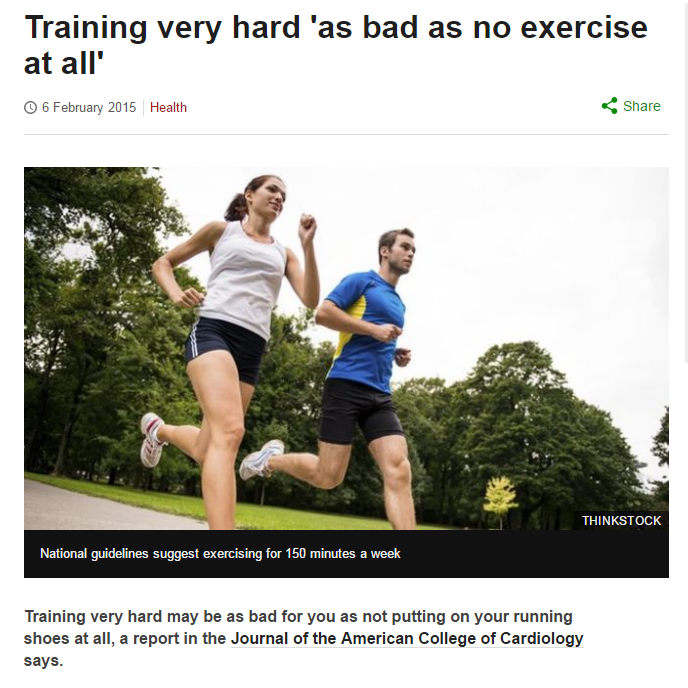 Training very hard 'as bad as no exercise
at all'
6 February 2015 Health Share
THINKSTOCK
National guidelines suggest exercising for 150 minutes a week
Training very hard may be as bad for you as not putting on your running
shoes at all, a report in the Journal of the American College of Cardiology
says.